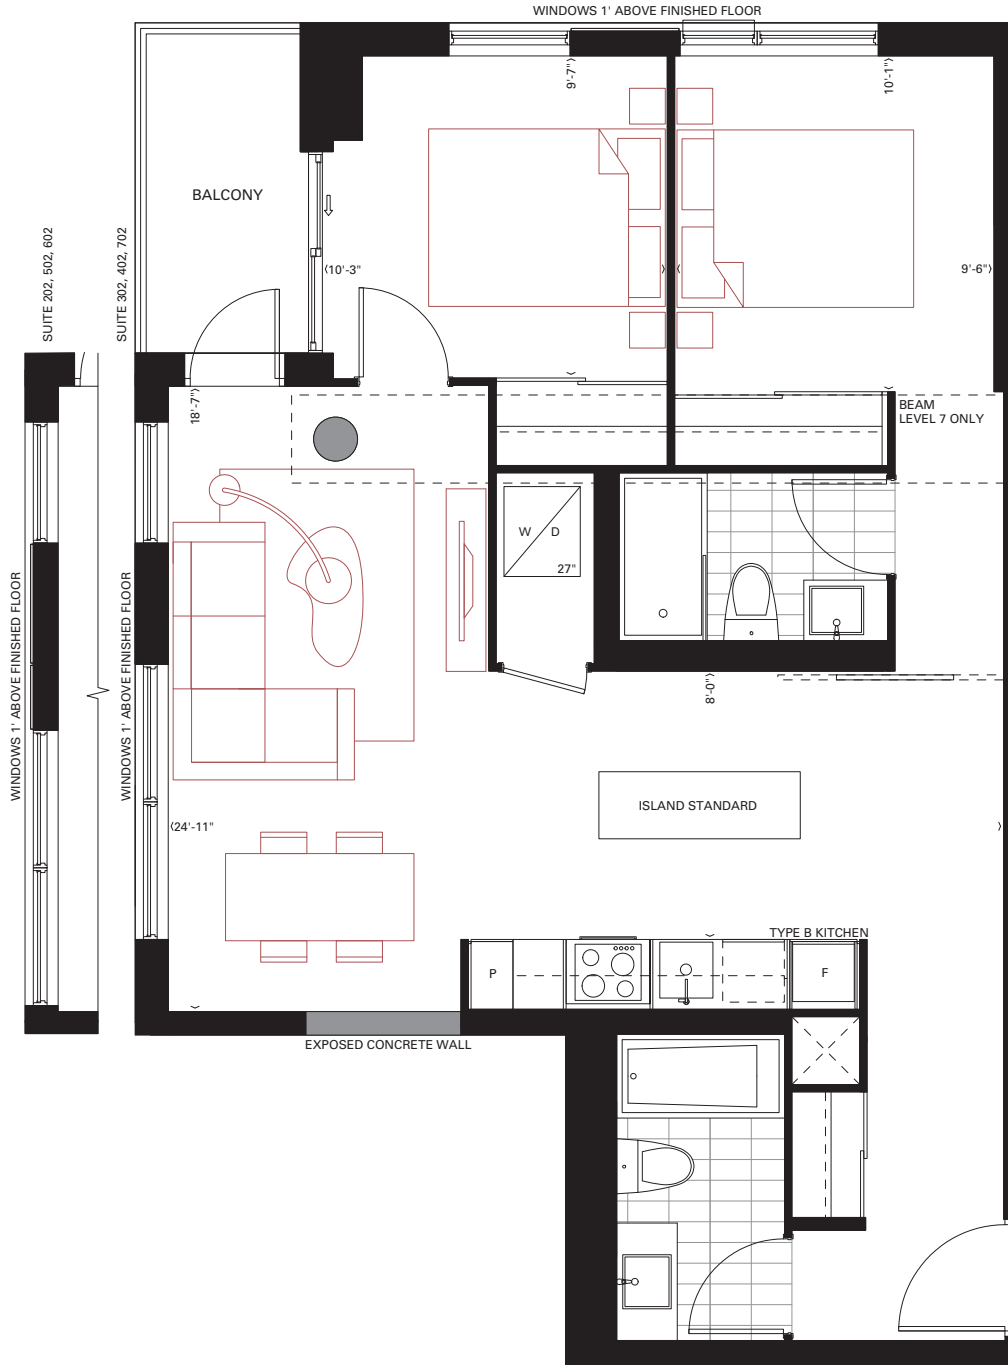 WINDOWS 1' ABOVE FINISHED FLOOR
9'-7"
10'-1"
BALCONY
SUITE 202, 502, 602
SUITE 302, 402, 702
10'-3"
9'-6"
18'-7"
BEAM
LEVEL 7 ONLY
W D
27"
WINDOWS 1' ABOVE FINISHED FLOOR
WINDOWS 1' ABOVE FINISHED FLOOR
8'-0"
ISLAND STANDARD
24'-11"
TYPE B KITCHEN
P
F
EXPOSED CONCRETE WALL